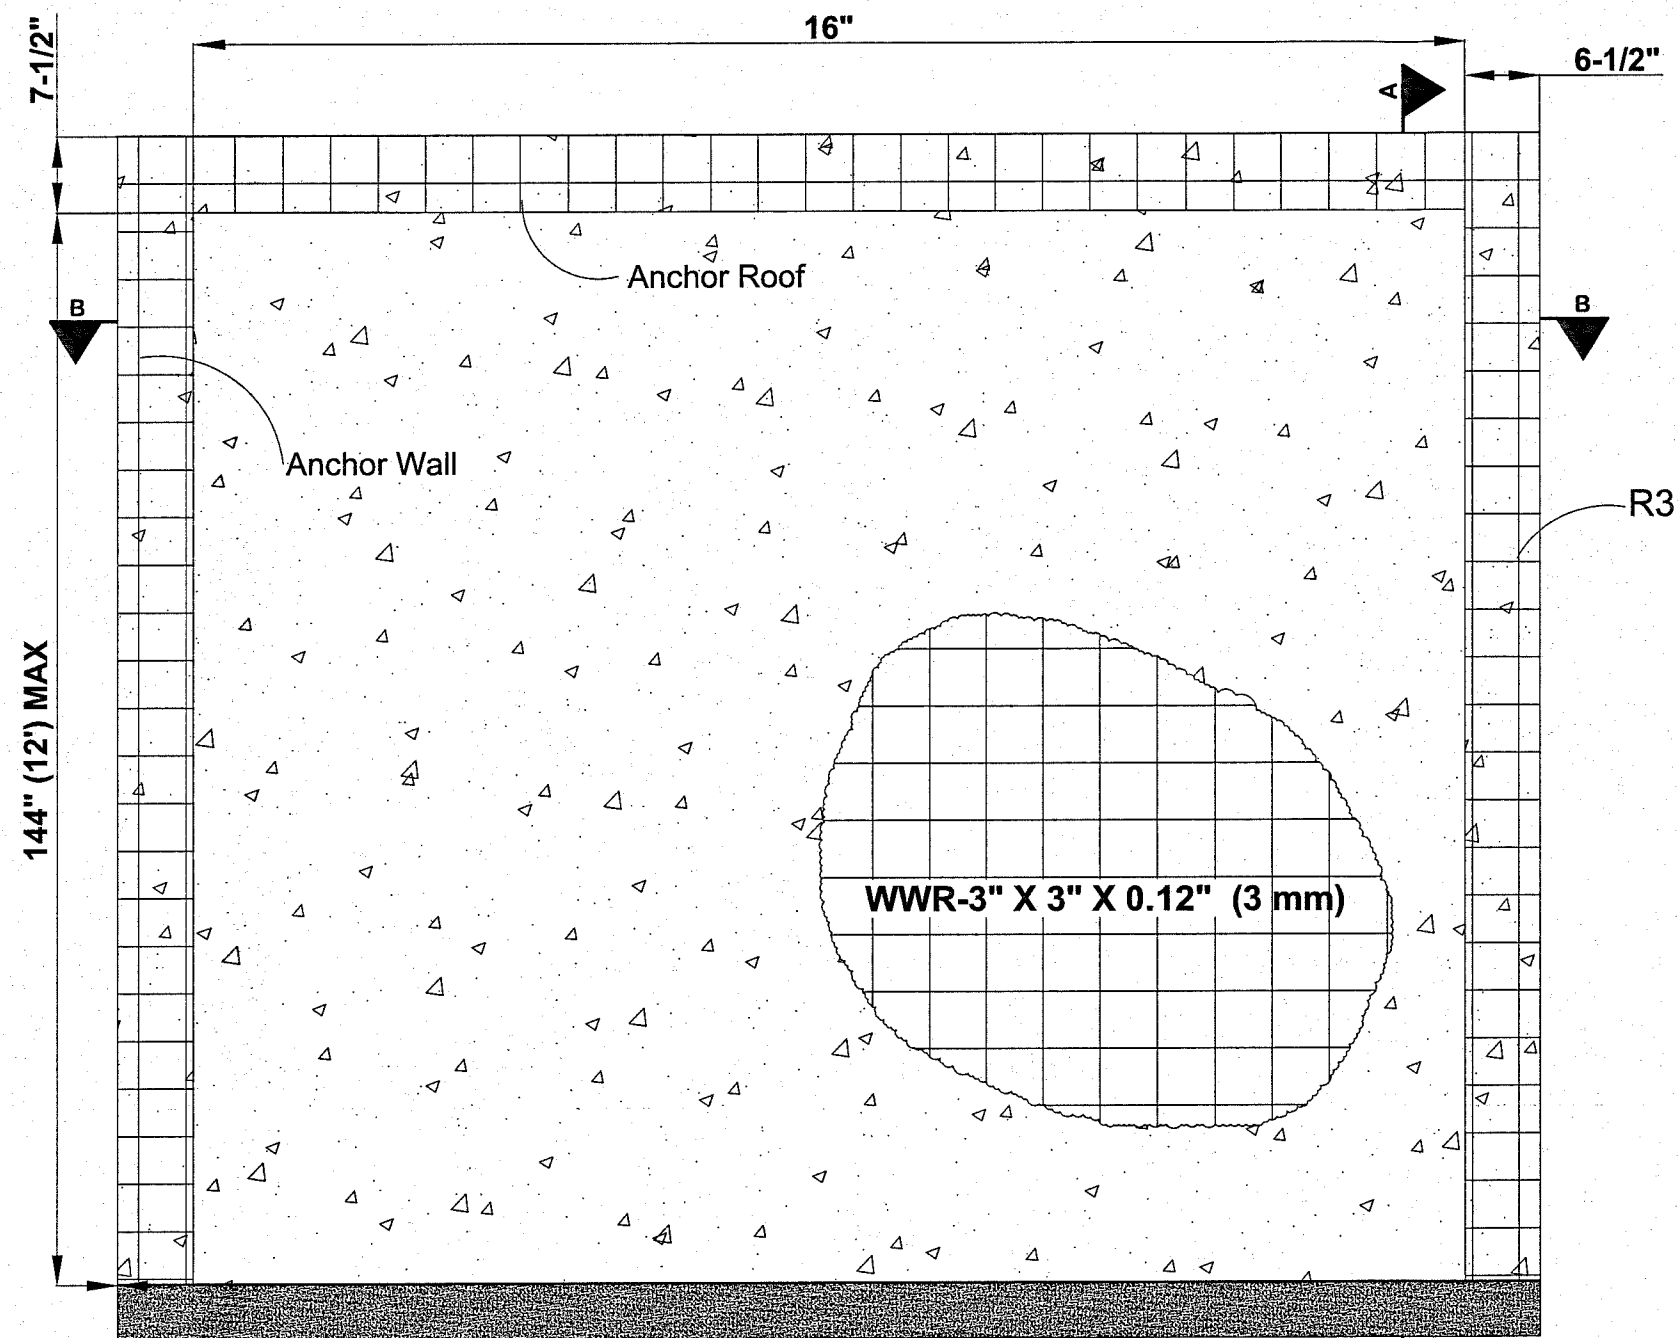 16"
7-1/2"
6-1/2"
A
Anchor Roof
B
B
Anchor Wall
R3
144" (12') MAX
WWR-3" X 3" X 0.12" (3 mm)